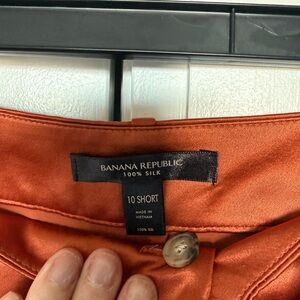 BANANA REPUBLIC
100% SILK
10 SHORT
MADE IN
VIETNAM
100% Silk